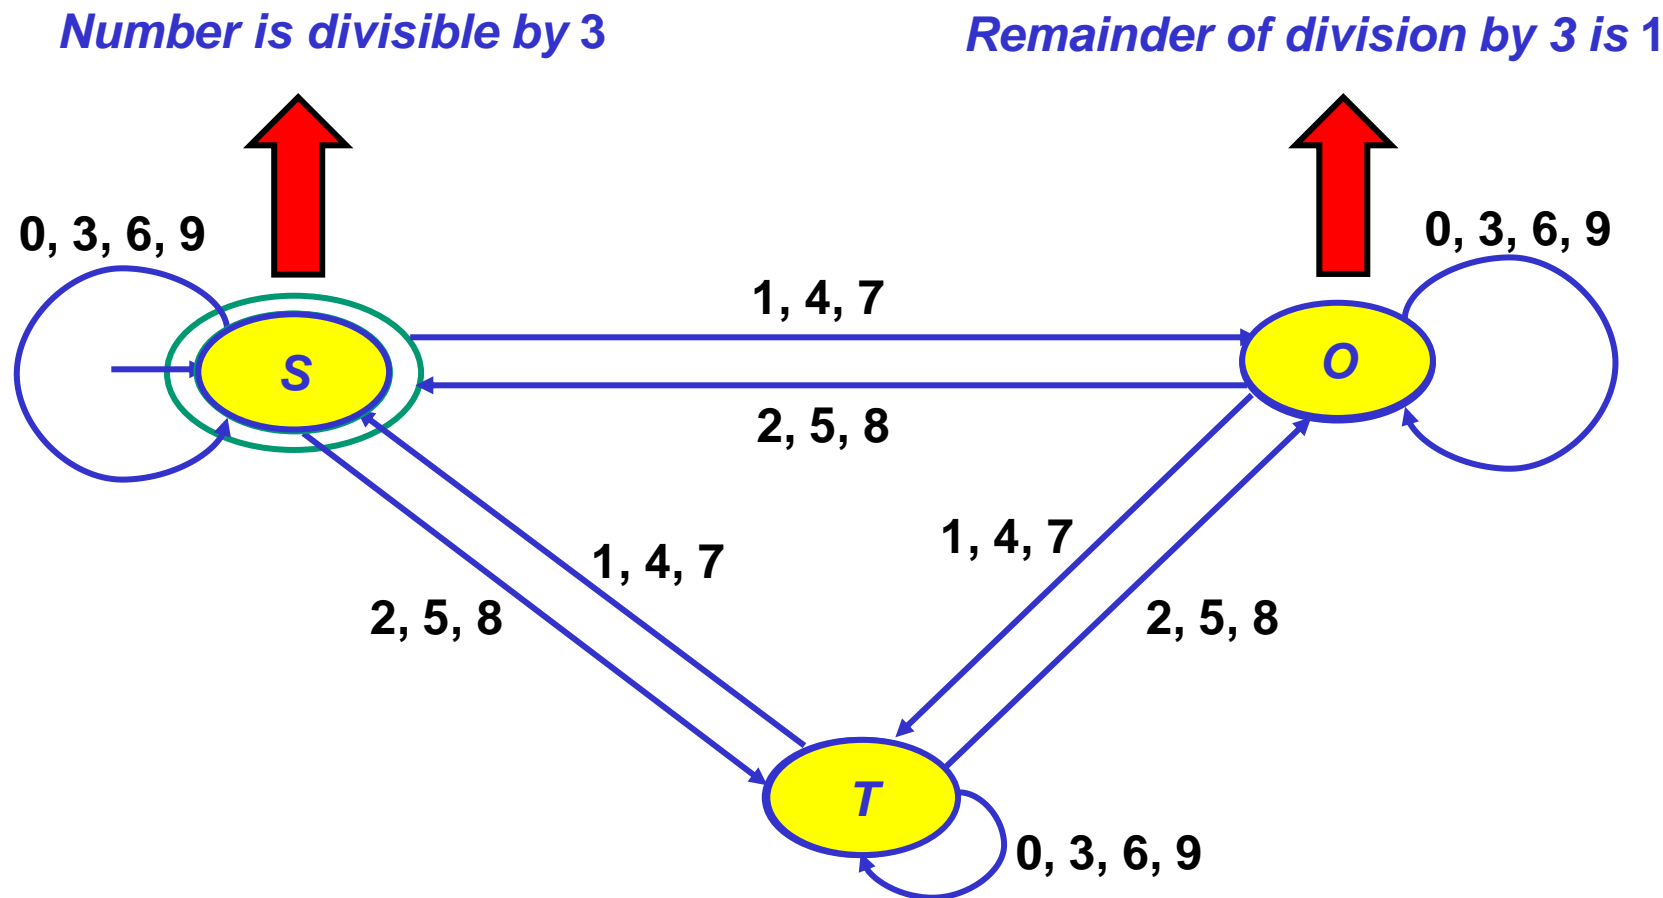 Number is divisible by 3
Remainder of division by 3 is 1
0, 3, 6, 9
0, 3, 6, 9
1, 4, 7
S
O
2, 5, 8
1, 4, 7
1, 4, 7
2, 5, 8
2, 5, 8
T
0, 3, 6, 9